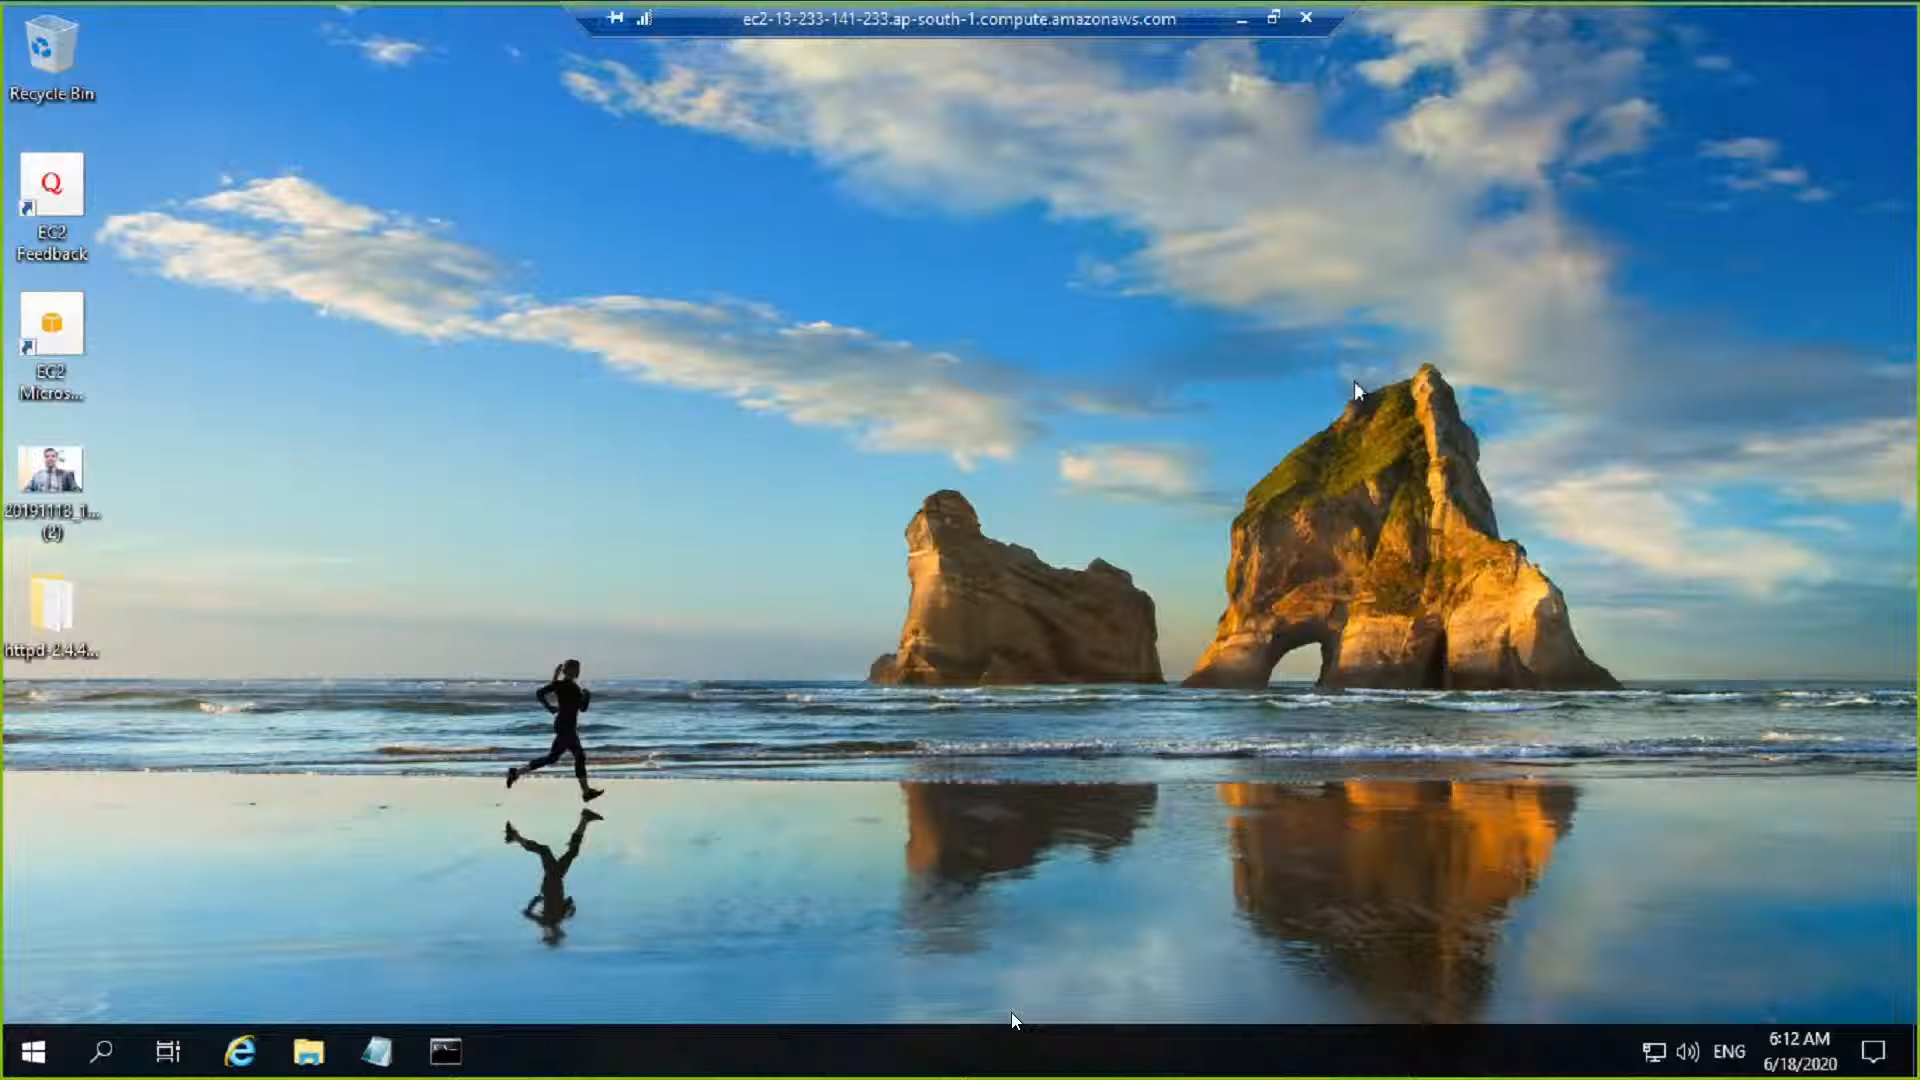 ec2-13-233-141-233.ap-south-1.compute.amazonaws.com
Recycle Bin
EC2
Feedback
EC2
Micros...
20191113_1...
(2)
httpd-2.4.4...
ENG
6:12 AM
6/18/2020